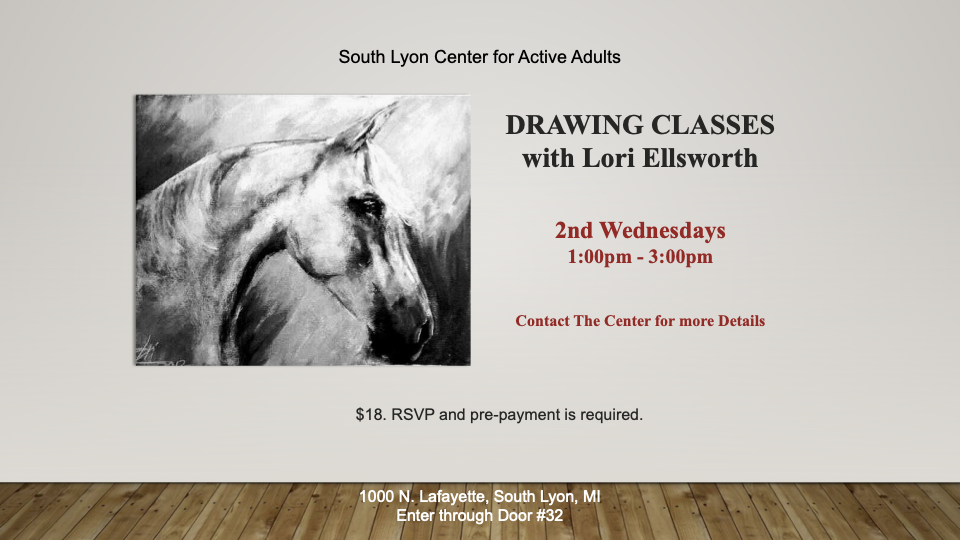 South Lyon Center for Active Adults
DRAWING CLASSES
with Lori Ellsworth
2nd Wednesdays
1:00pm - 3:00pm
Contact The Center for more Details
$18. RSVP and pre-payment is required.
1000 N. Lafayette, South Lyon, MI
Enter through Door #32